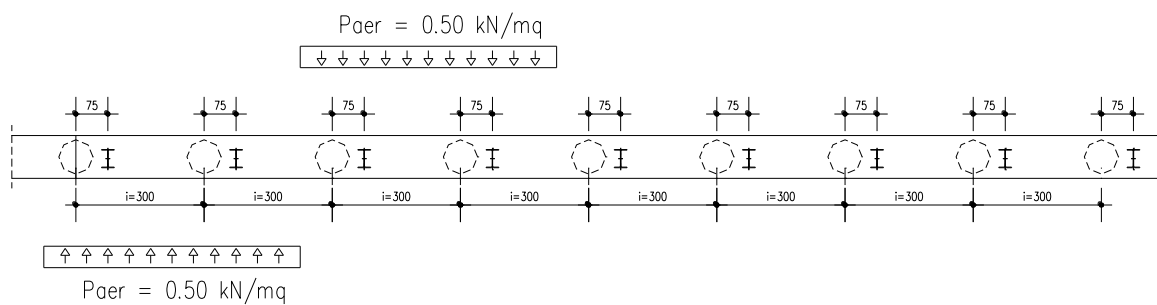 Paer = 0.50 kN/mq
75 75 75 75 75 75 75 75 75
i=300 i=300 i=300 i=300 i=300 i=300 i=300 i=300
Paer = 0.50 kN/mq